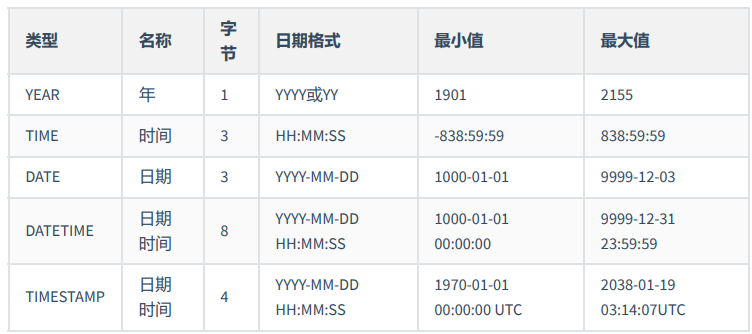 类型 名称 字节 日期格式 最小值 最大值
YEAR 年 1 YYYY或YY 1901 2155
TIME 时间 3 HH:MM:SS -838:59:59 838:59:59
DATE 日期 3 YYYY-MM-DD 1000-01-01 9999-12-03
DATETIME 日期时间 8 YYYY-MM-DD HH:MM:SS 1000-01-01 00:00:00 9999-12-31 23:59:59
TIMESTAMP 日期时间 4 YYYY-MM-DD HH:MM:SS 1970-01-01 00:00:00 UTC 2038-01-19 03:14:07UTC